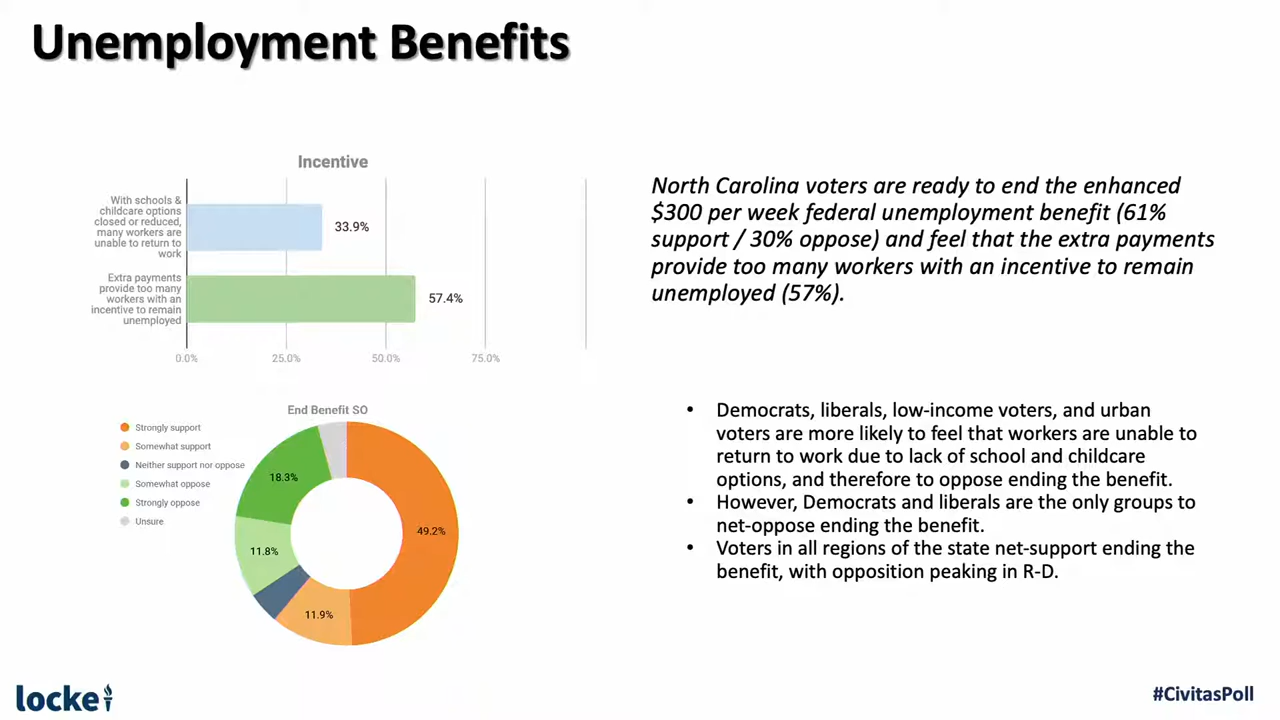 Unemployment Benefits
Incentive
With schools &
childcare options
closed or reduced,
many workers are
unable to return to
work
33.9%
Extra payments
provide too many
workers with an
incentive to remain
unemployed
57.4%
0.0%
25.0%
50.0%
75.0%
North Carolina voters are ready to end the enhanced
$300 per week federal unemployment benefit (61%
support / 30% oppose) and feel that the extra payments
provide too many workers with an incentive to remain
unemployed (57%).
End Benefit SO
Strongly support
Somewhat support
Neither support nor oppose
Somewhat oppose
Strongly oppose
Unsure
18.3%
49.2%
11.8%
11.9%
• Democrats, liberals, low-income voters, and urban
voters are more likely to feel that workers are unable to
return to work due to lack of school and childcare
options, and therefore to oppose ending the benefit.
• However, Democrats and liberals are the only groups to
net-oppose ending the benefit.
• Voters in all regions of the state net-support ending the
benefit, with opposition peaking in R-D.
locke
#CivitasPoll